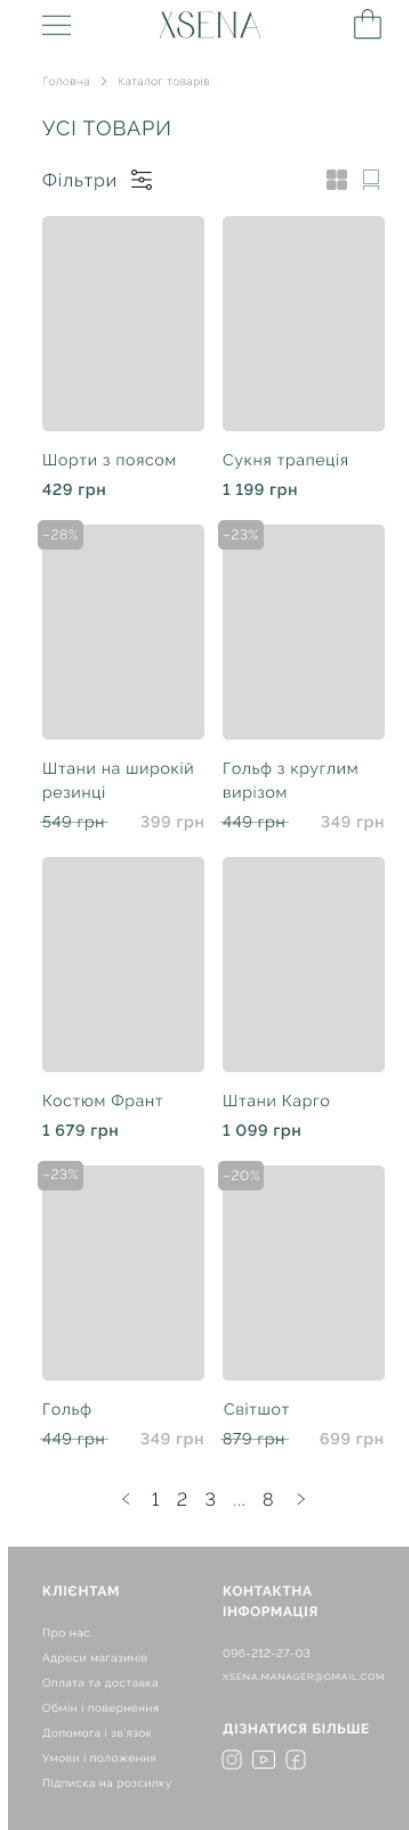 XSENA
Головна > Каталог товарів
УСІ ТОВАРИ
Фільтри
Шорти з поясом
429 грн
Сукня трапеція
1 199 грн
-28%
Штани на широкій
резинці
549 грн 399 грн
-23%
Гольф з круглим
вирізом
449 грн 349 грн
Костюм Франт
1 679 грн
Штани Карго
1 099 грн
-23%
Гольф
449 грн 349 грн
-20%
Світшот
879 грн 699 грн
< 1 2 3 ... 8 >
КЛІЄНТАМ
Про нас
Адреси магазинів
Оплата та доставка
Обмін і повернення
Допомога і зв'язок
Умови і положення
Підписка на розсилку
КОНТАКТНА
ІНФОРМАЦІЯ
096-212-27-03
XSENA.MANAGER@GMAIL.COM
ДІЗНАТИСЯ БІЛЬШЕ